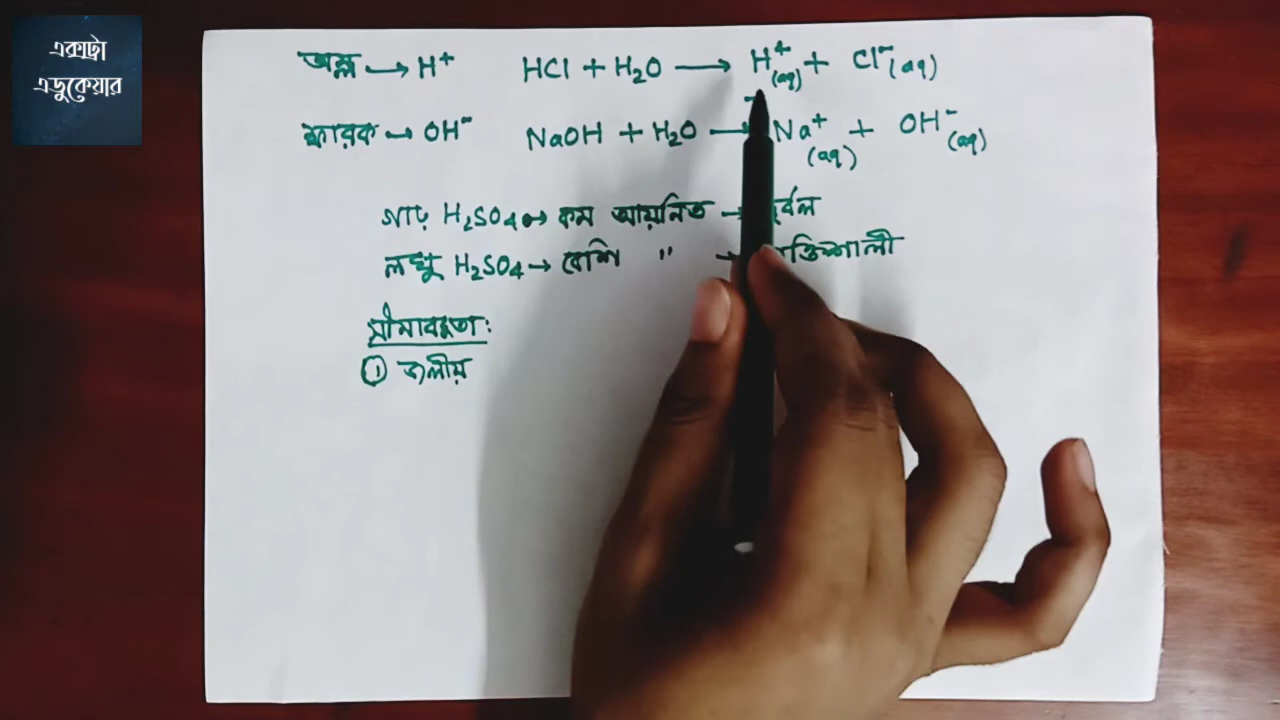 এক্সট্রা
এডুকেয়ার
অম্ল → H⁺ HCl + H₂O → H⁺(aq) + Cl⁻(aq)
ক্ষারক → OH⁻ NaOH + H₂O → Na⁺(aq) + OH⁻(aq)
গাঢ় H₂SO₄ → কম আয়নিত →
লঘু H₂SO₄ → বেশি " →
সীমাবদ্ধতা:
① জলীয়